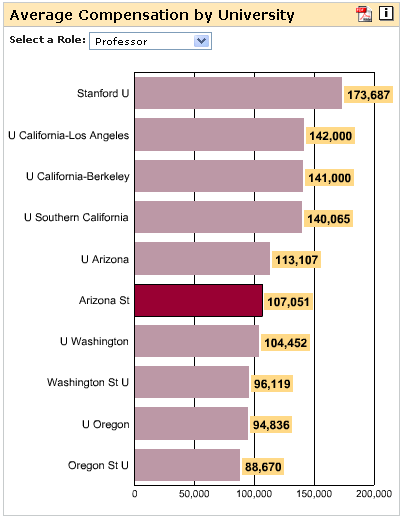 Average Compensation by University
Select a Role: Professor
Stanford U 173,687
U California-Los Angeles 142,000
U California-Berkeley 141,000
U Southern California 140,065
U Arizona 113,107
Arizona St 107,051
U Washington 104,452
Washington St U 96,119
U Oregon 94,836
Oregon St U 88,670
0 50,000 100,000 150,000 200,000